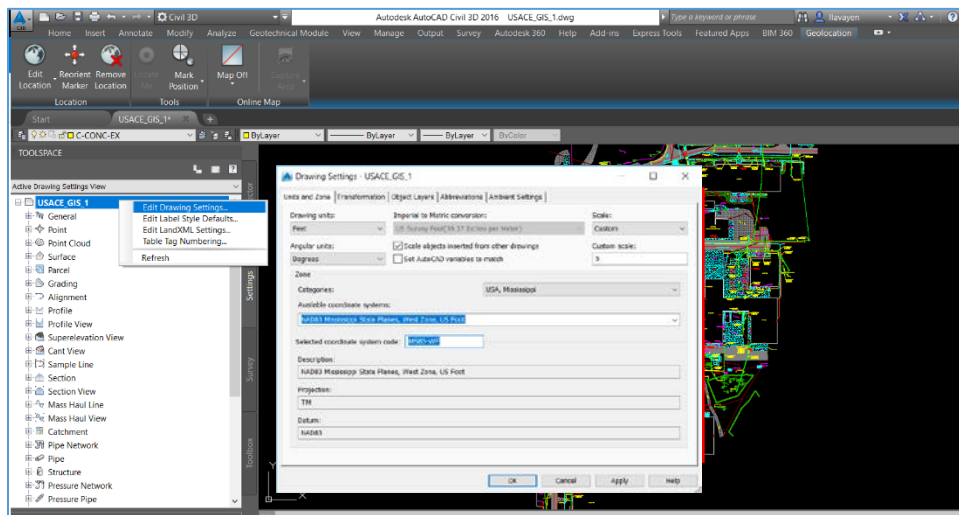 Civil 3D
Autodesk AutoCAD Civil 3D 2016 USACE_GIS_1.dwg
Type a keyword or phrase
llavayen
Home Insert Annotate Modify Analyze Geotechnical Module View Manage Output Survey Autodesk 360 Help Add-ins Express Tools Featured Apps BIM 360 Geolocation
Edit Location
Reorient Marker
Remove Location
Locate Me
Mark Position
Map Off
Capture Area
Location Tools Online Map
Start USACE_GIS_1*
C-CONC-EX ByLayer ByLayer ByLayer ByColor
TOOLSPACE
Active Drawing Settings View
USACE_GIS_1
General
Point
Point Cloud
Surface
Parcel
Grading
Alignment
Profile
Profile View
Superelevation View
Cant View
Sample Line
Section
Section View
Mass Haul Line
Mass Haul View
Catchment
Pipe Network
Pipe
Structure
Pressure Network
Pressure Pipe
Edit Drawing Settings...
Edit Label Style Defaults...
Edit LandXML Settings...
Table Tag Numbering...
Refresh
Settings
Survey
Toolbox
Drawing Settings - USACE_GIS_1
Units and Zone Transformation Object Layers Abbreviations Ambient Settings
Drawing units: Imperial to Metric conversion: Scale:
Feet US Survey Foot(39.37 Inches per Meter) Custom
Angular units: Scale objects inserted from other drawings Custom scale:
Degrees Set AutoCAD variables to match 5
Zone
Categories: USA, Mississippi
Available coordinate systems:
NAD83 Mississippi State Planes, West Zone, US Foot
Selected coordinate system code: MS83-WF
Description:
NAD83 Mississippi State Planes, West Zone, US Foot
Projection:
TM
Datum:
NAD83
OK Cancel Apply Help
Y
X